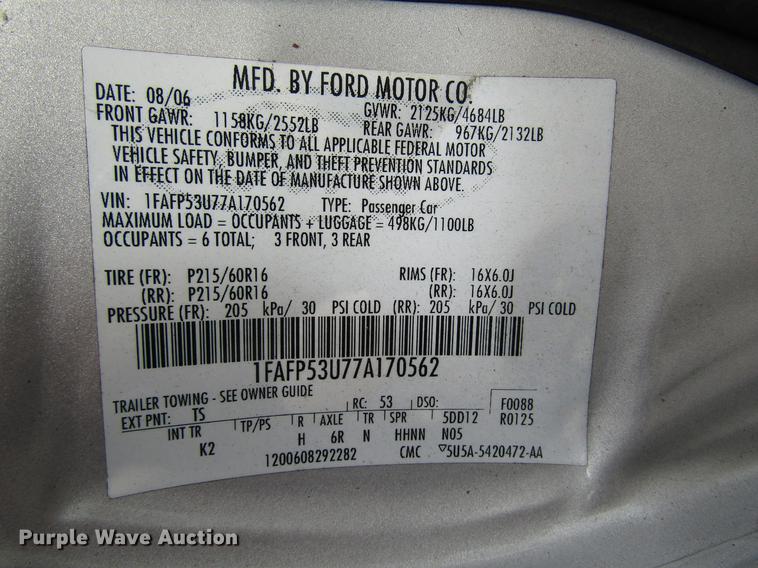 MFD. BY FORD MOTOR CO.
DATE: 08/06 GVWR: 2125KG/4684LB
FRONT GAWR: 1158KG/2552LB REAR GAWR: 967KG/2132LB
THIS VEHICLE CONFORMS TO ALL APPLICABLE FEDERAL MOTOR
VEHICLE SAFETY, BUMPER, AND THEFT PREVENTION STANDARDS
IN EFFECT ON THE DATE OF MANUFACTURE SHOWN ABOVE.
VIN: 1FAFP53U77A170562 TYPE: Passenger Car
MAXIMUM LOAD = OCCUPANTS + LUGGAGE = 498KG/1100LB
OCCUPANTS = 6 TOTAL; 3 FRONT, 3 REAR
TIRE (FR): P215/60R16 RIMS (FR): 16X6.0J
(RR): P215/60R16 (RR): 16X6.0J
PRESSURE (FR): 205 kPa/ 30 PSI COLD (RR): 205 kPa/ 30 PSI COLD
1FAFP53U77A170562
TRAILER TOWING - SEE OWNER GUIDE
EXT PNT: TS RC: 53 DSO: F0088
R0125
INT TR TP/PS R AXLE TR SPR 5DD12
K2 H 6R N HHNN N05
1200608292282 CMC ▽5U5A-5420472-AA
Purple Wave Auction